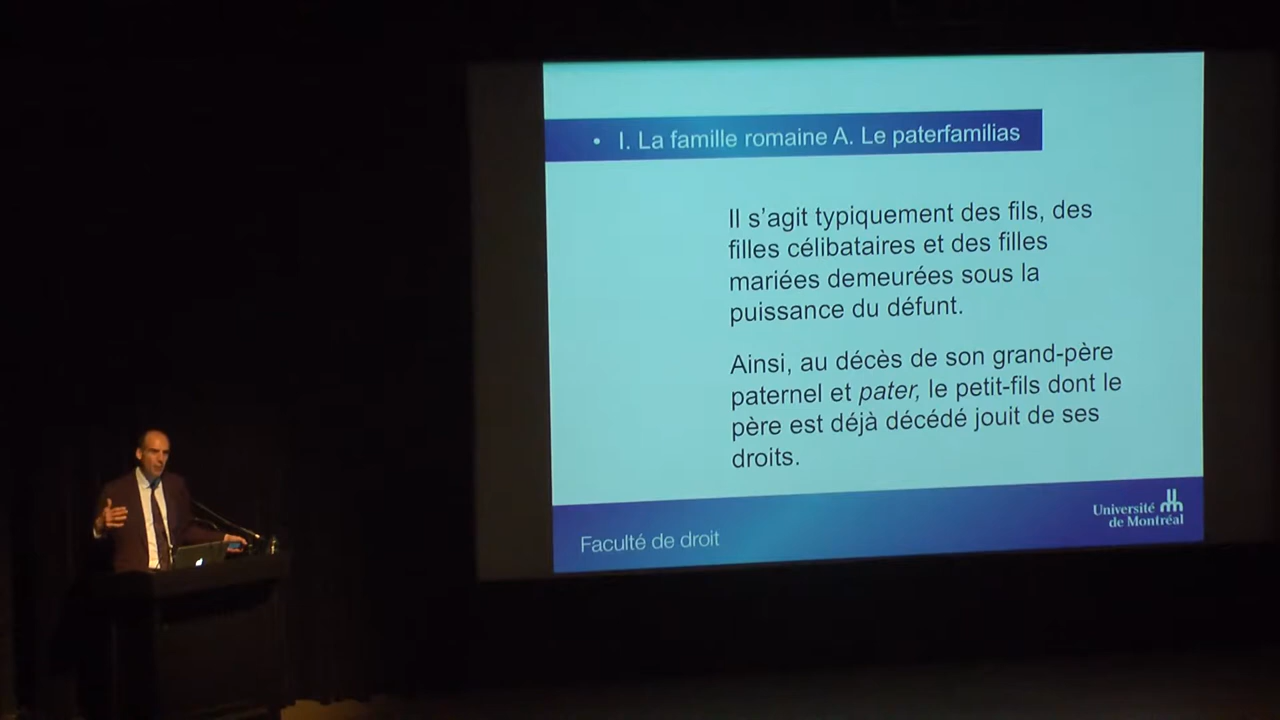 • I. La famille romaine A. Le paterfamilias
Il s’agit typiquement des fils, des
filles célibataires et des filles
mariées demeurées sous la
puissance du défunt.
Ainsi, au décès de son grand-père
paternel et pater, le petit-fils dont le
père est déjà décédé jouit de ses
droits.
Faculté de droit
Université
de Montréal